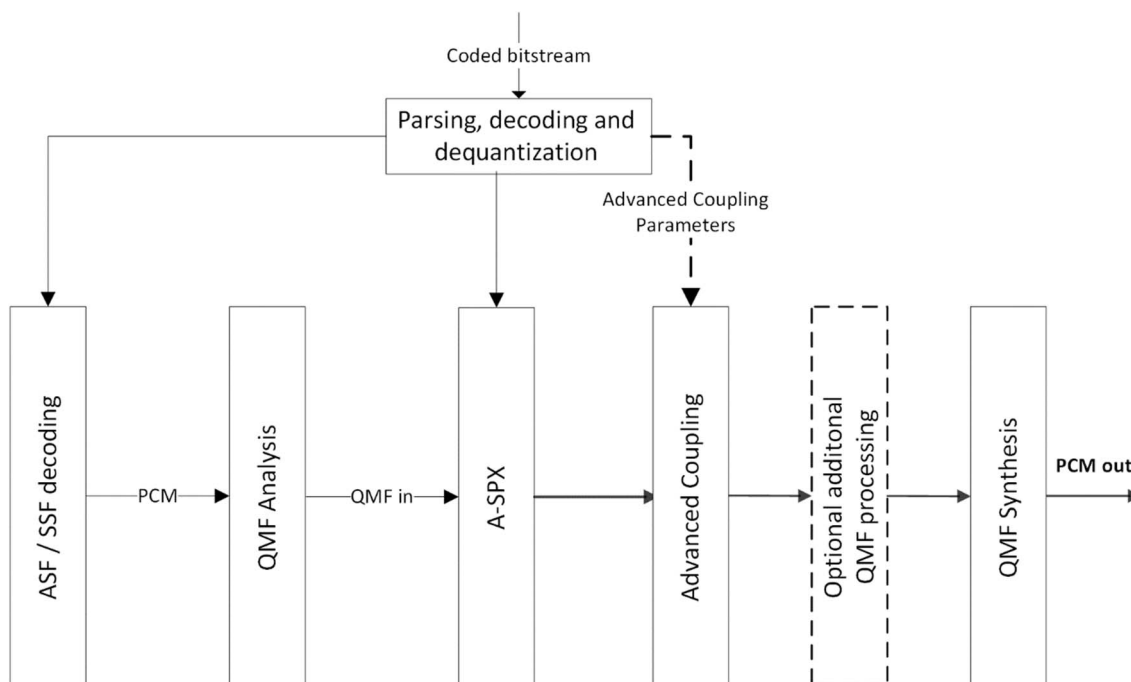 Coded bitstream
Parsing, decoding and
dequantization
Advanced Coupling
Parameters
ASF / SSF decoding
PCM
QMF Analysis
QMF in
A-SPX
Advanced Coupling
Optional additonal
QMF processing
QMF Synthesis
PCM out